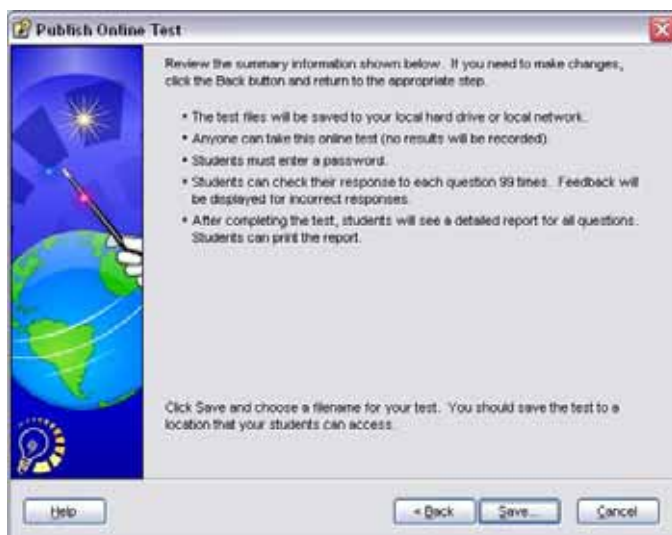 Publish Online Test
Review the summary information shown below. If you need to make changes,
click the Back button and return to the appropriate step.
• The test files will be saved to your local hard drive or local network.
• Anyone can take this online test (no results will be recorded)
• Students must enter a password.
• Students can check their response to each question 99 times. Feedback will
be displayed for incorrect responses.
• After completing the test, students will see a detailed report for all questions.
Students can print the report.
Click Save and choose a filename for your test. You should save the test to a
location that your students can access.
Help
< Back
Save...
Cancel